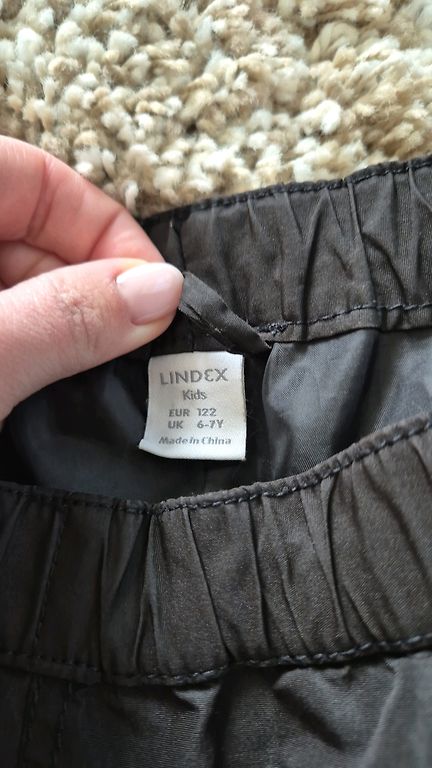 LINDEX
Kids
EUR 122
UK 6-7Y
Made in China